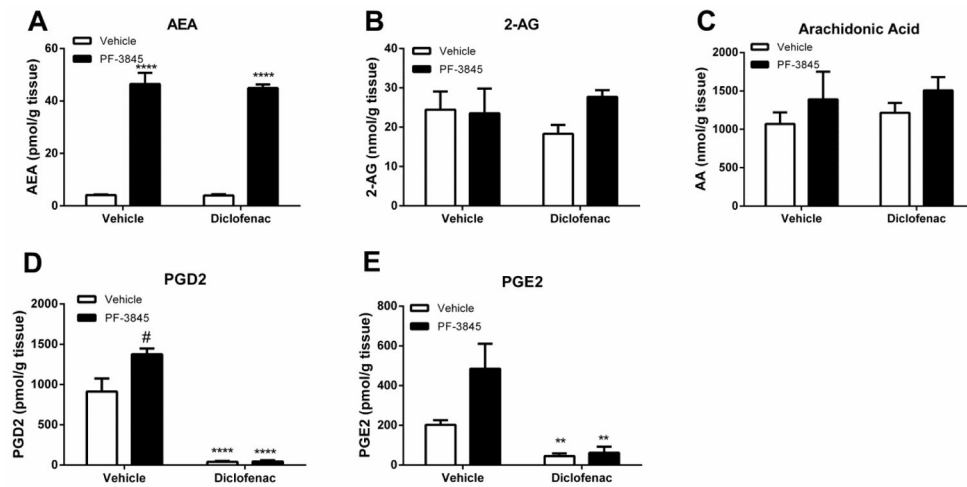 A
AEA
Vehicle
PF-3845
AEA (pmol/g tissue)
60
40
20
0
****
****
Vehicle
Diclofenac
B
2-AG
Vehicle
PF-3845
2-AG (nmol/g tissue)
40
30
20
10
0
Vehicle
Diclofenac
C
Arachidonic Acid
Vehicle
PF-3845
AA (nmol/g tissue)
2000
1500
1000
500
0
Vehicle
Diclofenac
D
PGD2
Vehicle
PF-3845
PGD2 (pmol/g tissue)
2000
1500
1000
500
0
#
****
****
Vehicle
Diclofenac
E
PGE2
Vehicle
PF-3845
PGE2 (pmol/g tissue)
800
600
400
200
0
**
**
Vehicle
Diclofenac